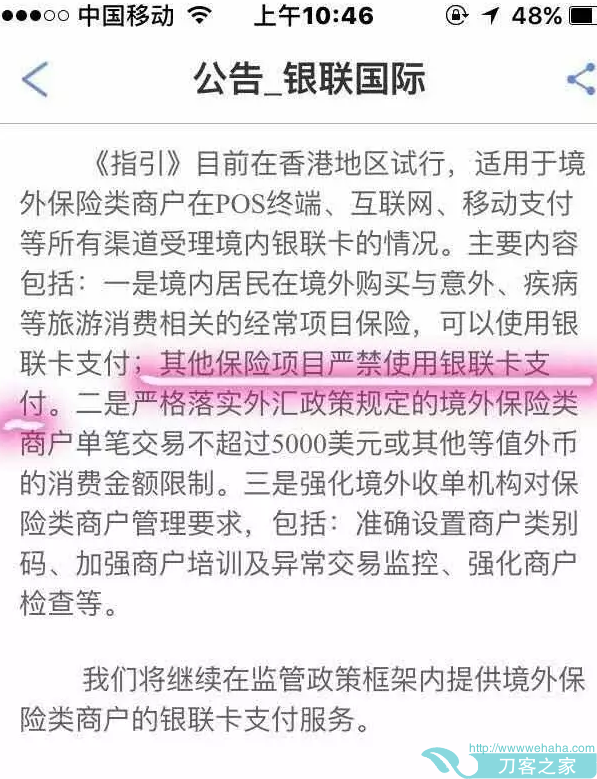 中国移动 上午10:46 48%
公告_银联国际
《指引》目前在香港地区试行，适用于境
外保险类商户在POS终端、互联网、移动支付
等所有渠道受理境内银联卡的情况。主要内容
包括：一是境内居民在境外购买与意外、疾病
等旅游消费相关的经常项目保险，可以使用银
联卡支付；其他保险项目严禁使用银联卡支
付。二是严格落实外汇政策规定的境外保险类
商户单笔交易不超过5000美元或其他等值外币
的消费金额限制。三是强化境外收单机构对保
险类商户管理要求，包括：准确设置商户类别
码、加强商户培训及异常交易监控、强化商户
检查等。
我们将继续在监管政策框架内提供境外保
险类商户的银联卡支付服务。
http://www.wehaha.com
刀客之家